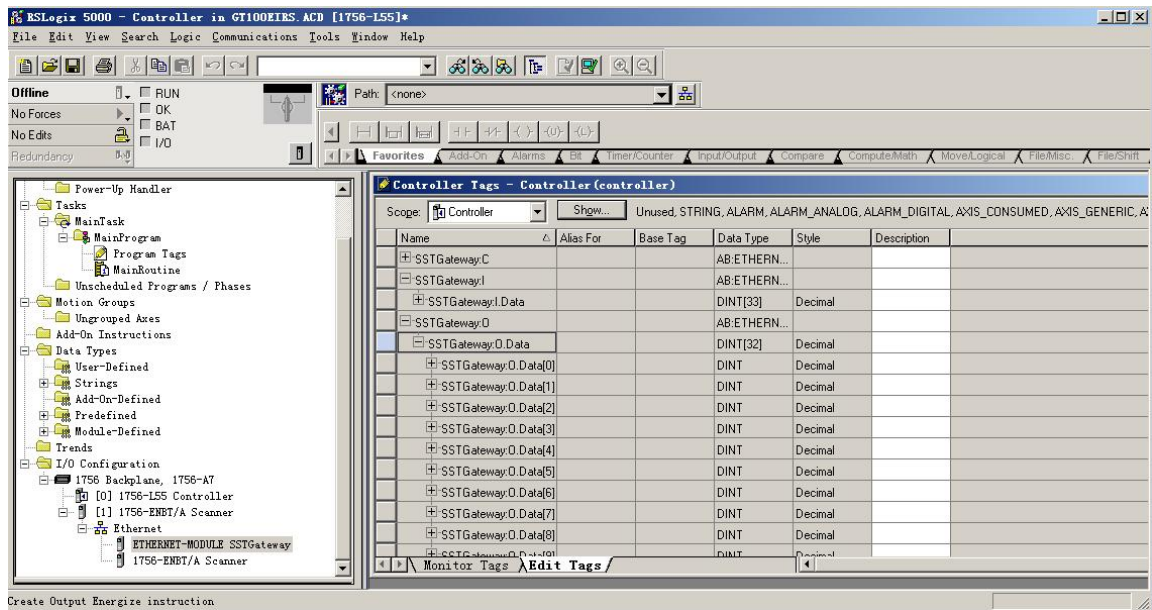 RSLogix 5000 - Controller in GT100EIRS.ACD [1756-L55]*
File Edit View Search Logic Communications Tools Window Help
Offline
RUN
No Forces
OK
No Edits
BAT
Redundancy
I/O
Path: <none>
Favorites Add-On Alarms Bit Timer/Counter Input/Output Compare Compute/Math Move/Logical File/Misc. File/Shift
Power-Up Handler
Tasks
MainTask
MainProgram
Program Tags
MainRoutine
Unscheduled Programs / Phases
Motion Groups
Ungrouped Axes
Add-On Instructions
Data Types
User-Defined
Strings
Add-On-Defined
Predefined
Module-Defined
Trends
I/O Configuration
1756 Backplane, 1756-A7
[0] 1756-L55 Controller
[1] 1756-ENBT/A Scanner
Ethernet
ETHERNET-MODULE SSTGateway
1756-ENBT/A Scanner
Controller Tags - Controller(controller)
Scope: Controller Show... Unused, STRING, ALARM, ALARM_ANALOG, ALARM_DIGITAL, AXIS_CONSUMED, AXIS_GENERIC,
Name Alias For Base Tag Data Type Style Description
SSTGateway:C AB:ETHERN...
SSTGateway:I AB:ETHERN...
SSTGateway:I.Data DINT[33] Decimal
SSTGateway:O AB:ETHERN...
SSTGateway:O.Data DINT[32] Decimal
SSTGateway:O.Data[0] DINT Decimal
SSTGateway:O.Data[1] DINT Decimal
SSTGateway:O.Data[2] DINT Decimal
SSTGateway:O.Data[3] DINT Decimal
SSTGateway:O.Data[4] DINT Decimal
SSTGateway:O.Data[5] DINT Decimal
SSTGateway:O.Data[6] DINT Decimal
SSTGateway:O.Data[7] DINT Decimal
SSTGateway:O.Data[8] DINT Decimal
SSTGateway:O.Data[9] DINT Decimal
Monitor Tags Edit Tags
Create Output Energize instruction